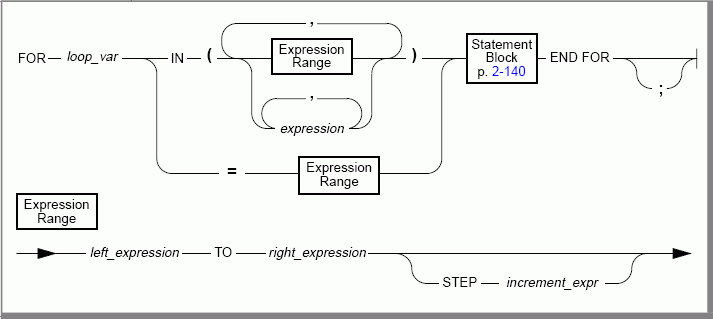 ,
FOR loop_var IN ( Expression Range ) Statement Block p. 2-140 END FOR
,
;
expression
= Expression Range
Expression Range
left_expression TO right_expression
STEP increment_expr